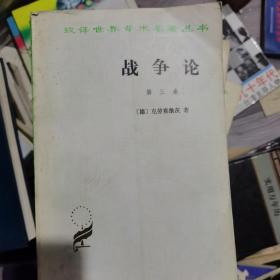 汉译世界学术名著丛书
战争论
第三卷
〔德〕克劳塞维茨 著